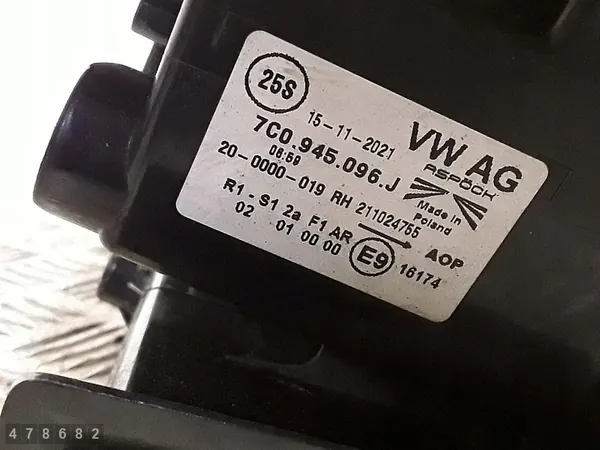 25S
15-11-2021
VW AG
7C0.945.096.J
06:59
ASPÖCK
20-0000-019 RH 211024755
Made in
Poland
R1 - S1 2a F1 AR
02 01 00 00
E9
16174
AOP
478682